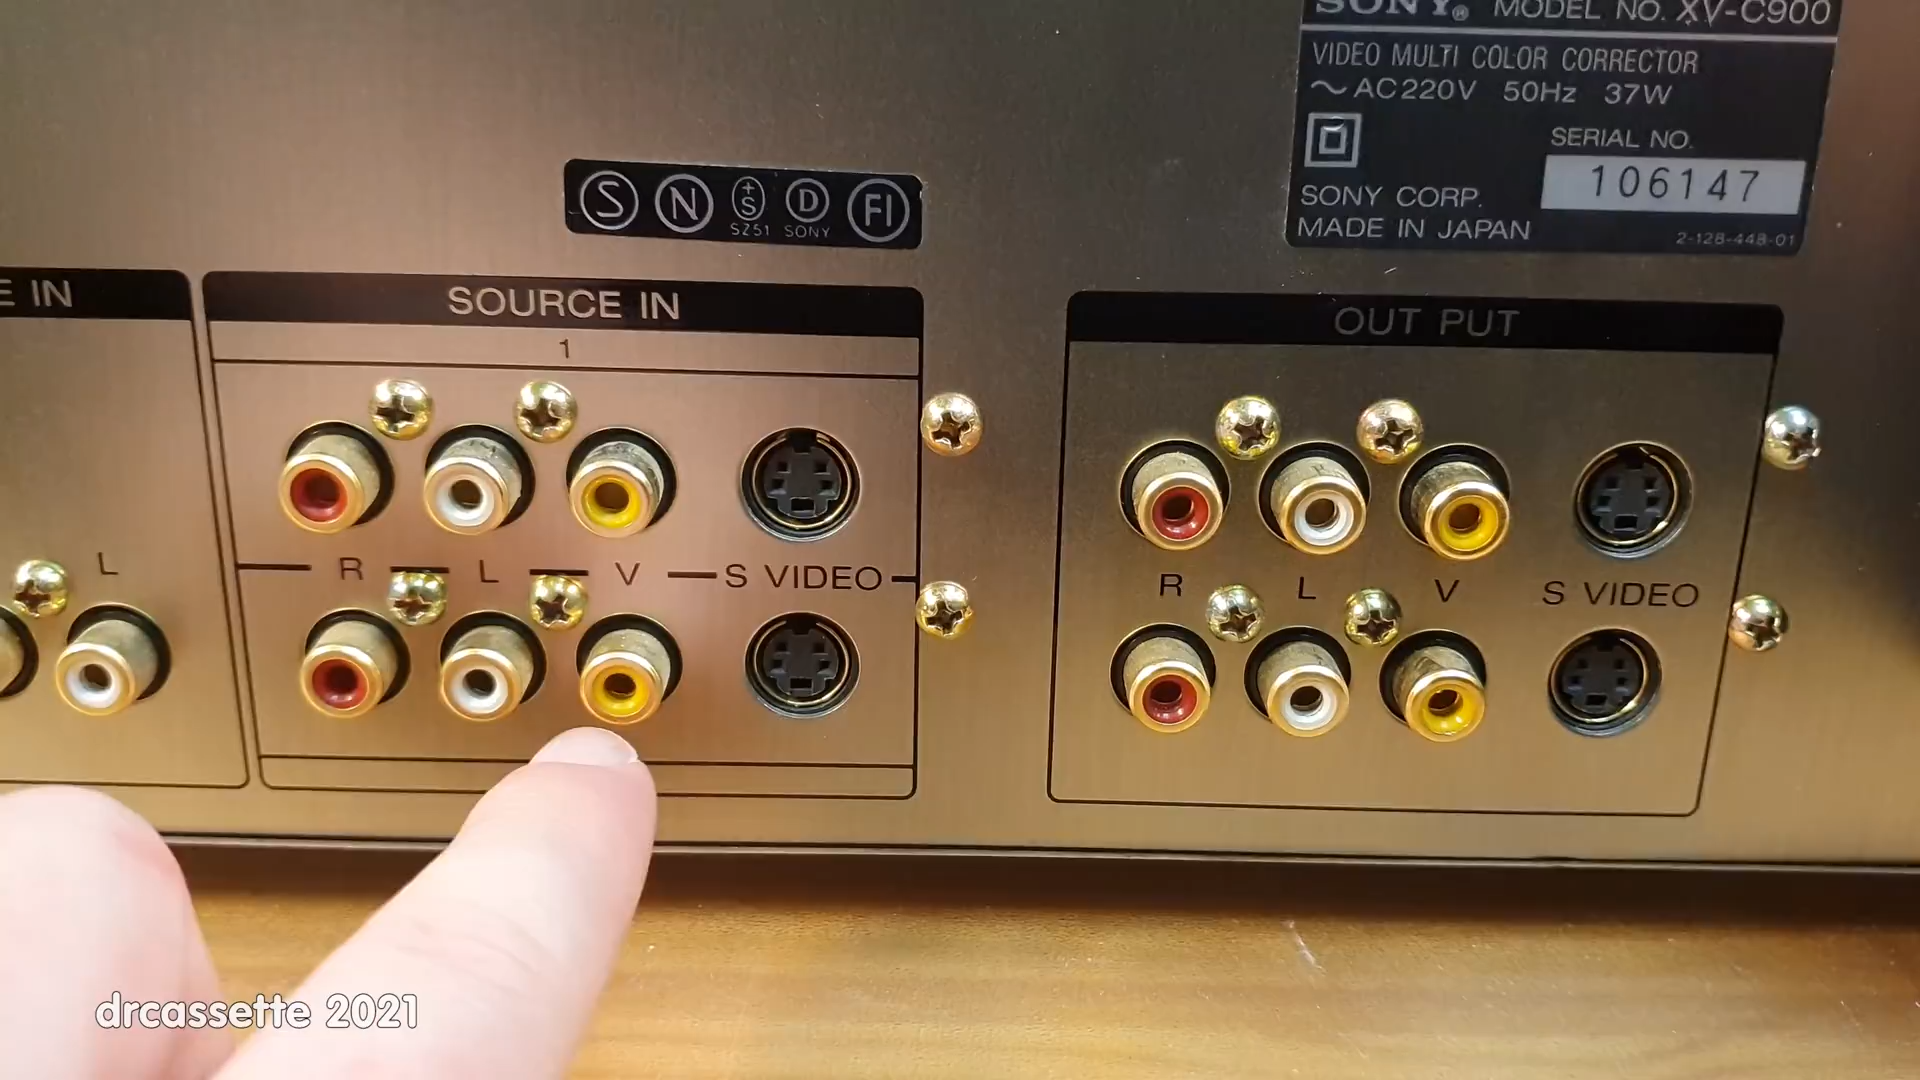 SONY® MODEL NO. XV-C900
VIDEO MULTI COLOR CORRECTOR
~AC220V 50Hz 37W
SERIAL NO.
106147
SONY CORP.
MADE IN JAPAN
2-128-448-01
S N +S D FI
SZ51 SONY
E IN
SOURCE IN
OUT PUT
1
L
R L V S VIDEO
R L V S VIDEO
drcassette 2021